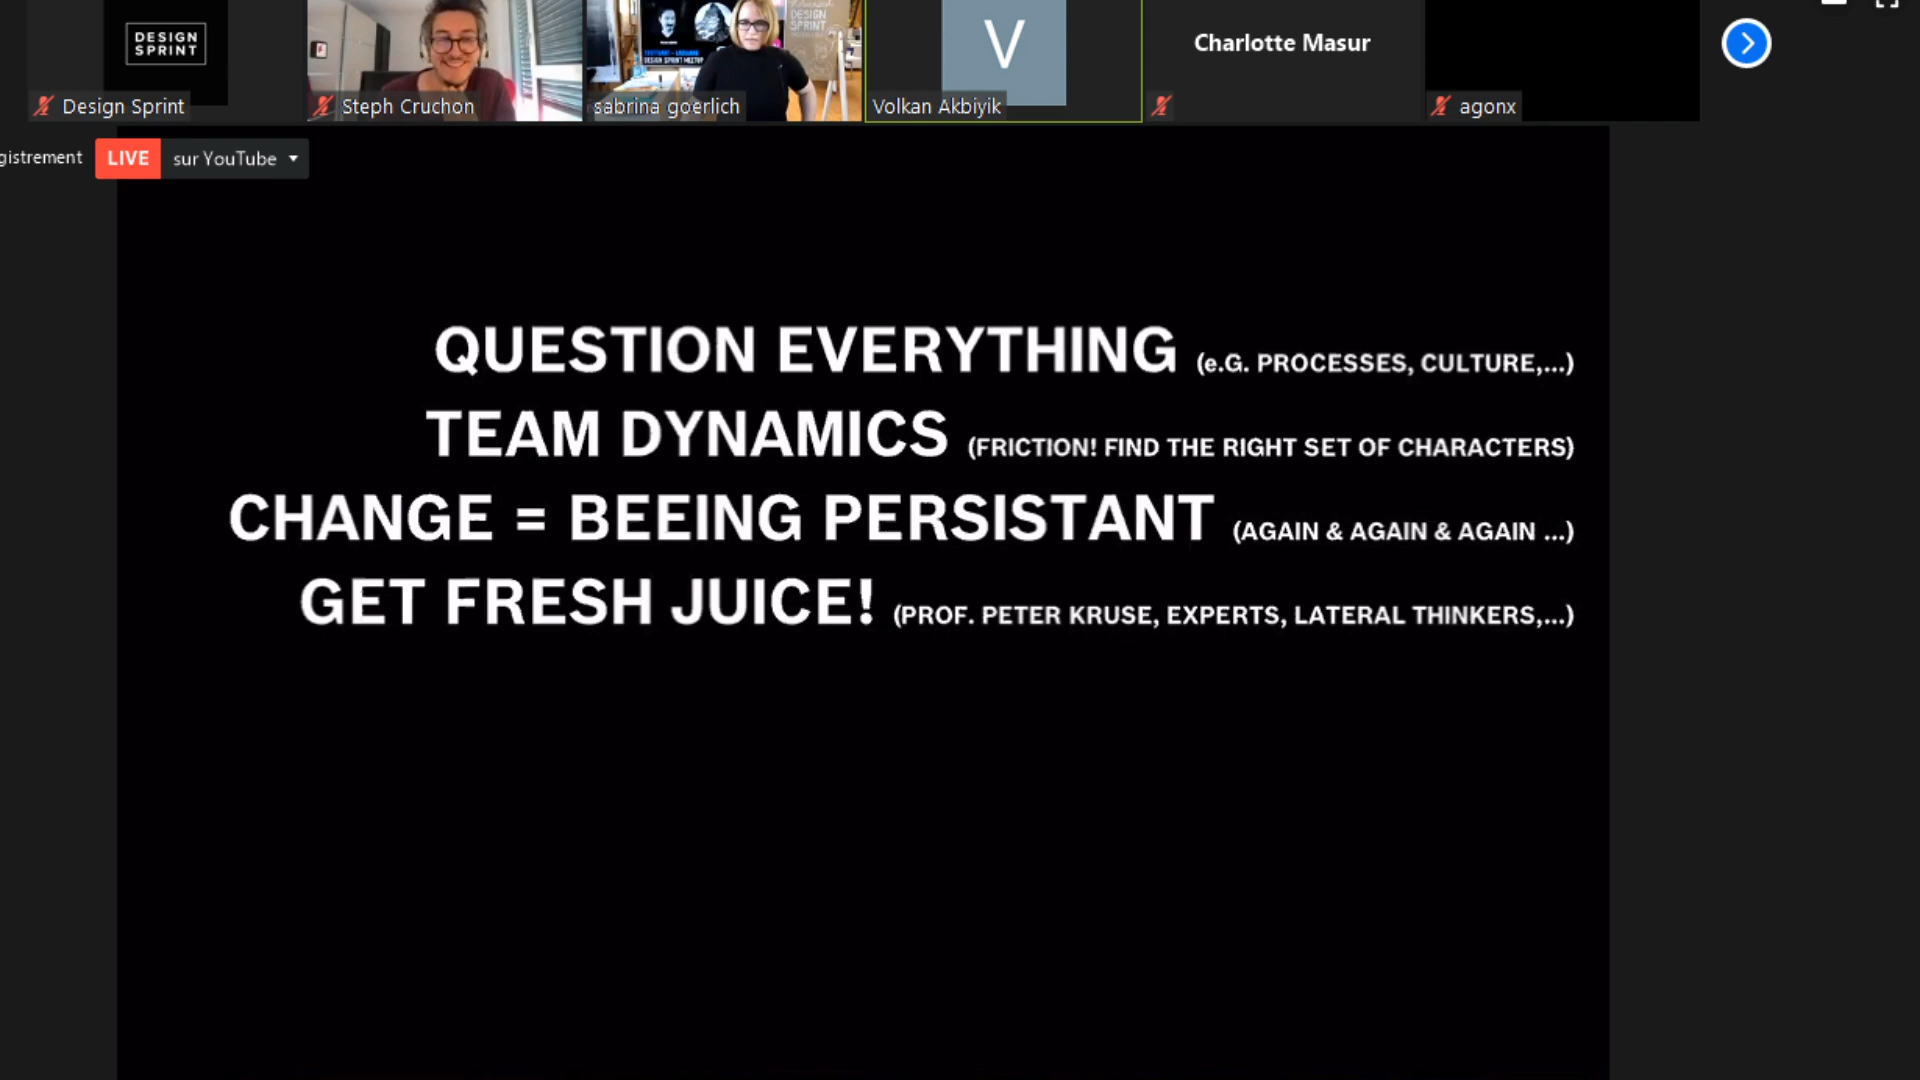 DESIGN
SPRINT
DESIGN
SPRINT
V
Charlotte Masur
Design Sprint
Steph Cruchon
sabrina goerlich
Volkan Akbiyik
agonx
gistrement
LIVE
sur YouTube
QUESTION EVERYTHING (e.G. PROCESSES, CULTURE,...)
TEAM DYNAMICS (FRICTION! FIND THE RIGHT SET OF CHARACTERS)
CHANGE = BEEING PERSISTANT (AGAIN & AGAIN & AGAIN ...)
GET FRESH JUICE! (PROF. PETER KRUSE, EXPERTS, LATERAL THINKERS,...)